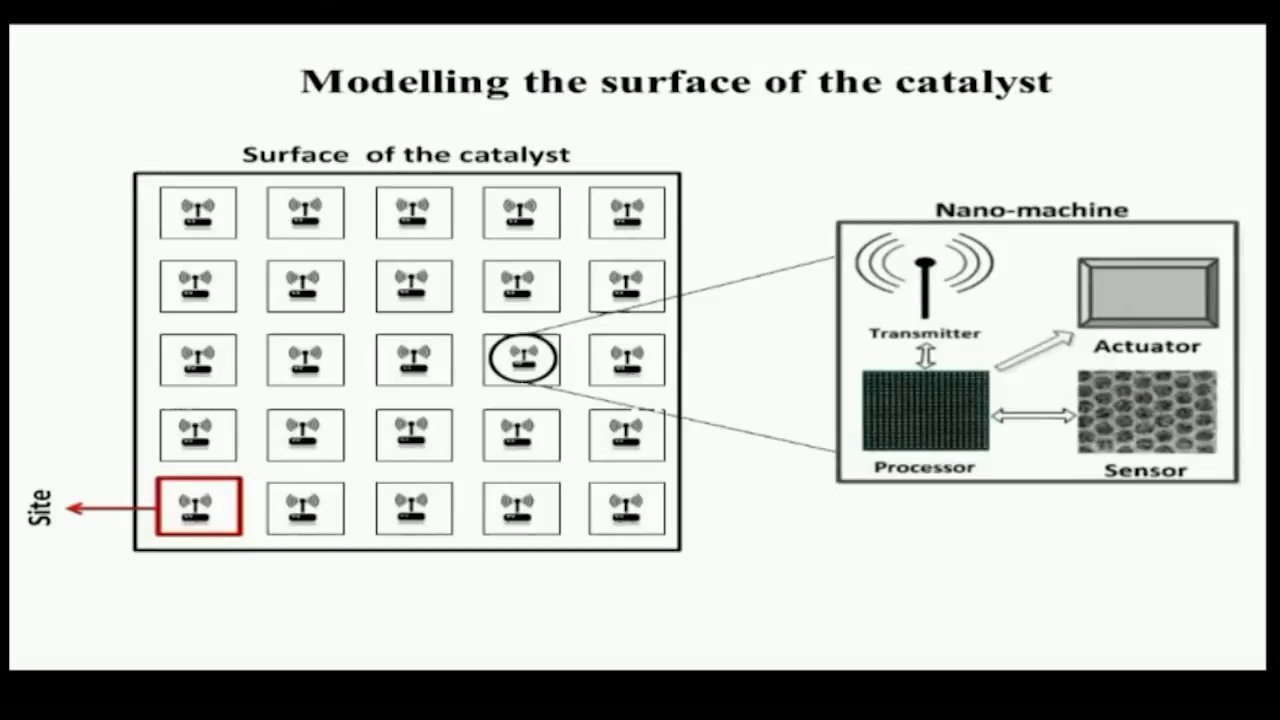 Modelling the surface of the catalyst
Surface of the catalyst
Site
Nano-machine
Transmitter
Actuator
Processor
Sensor